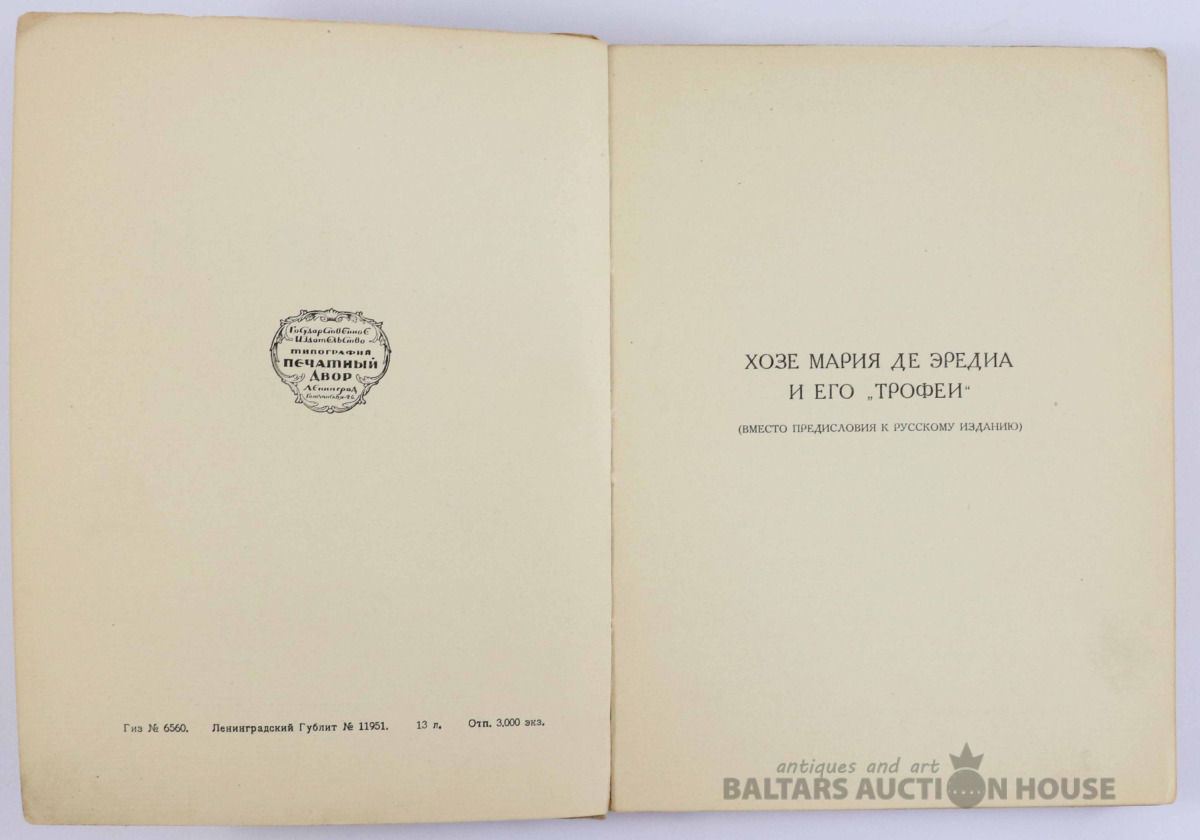 Государственное
Издательство
типография
ПЕЧАТНЫЙ
ДВОР
Ленинград
Гиз № 6560. Ленинградский Гублит № 11951. 13 л. Отп. 3,000 экз.
ХОЗЕ МАРИЯ ДЕ ЭРЕДИА
И ЕГО „ТРОФЕИ“
(ВМЕСТО ПРЕДИСЛОВИЯ К РУССКОМУ ИЗДАНИЮ)
antiques and art
BALTARS AUCTION HOUSE